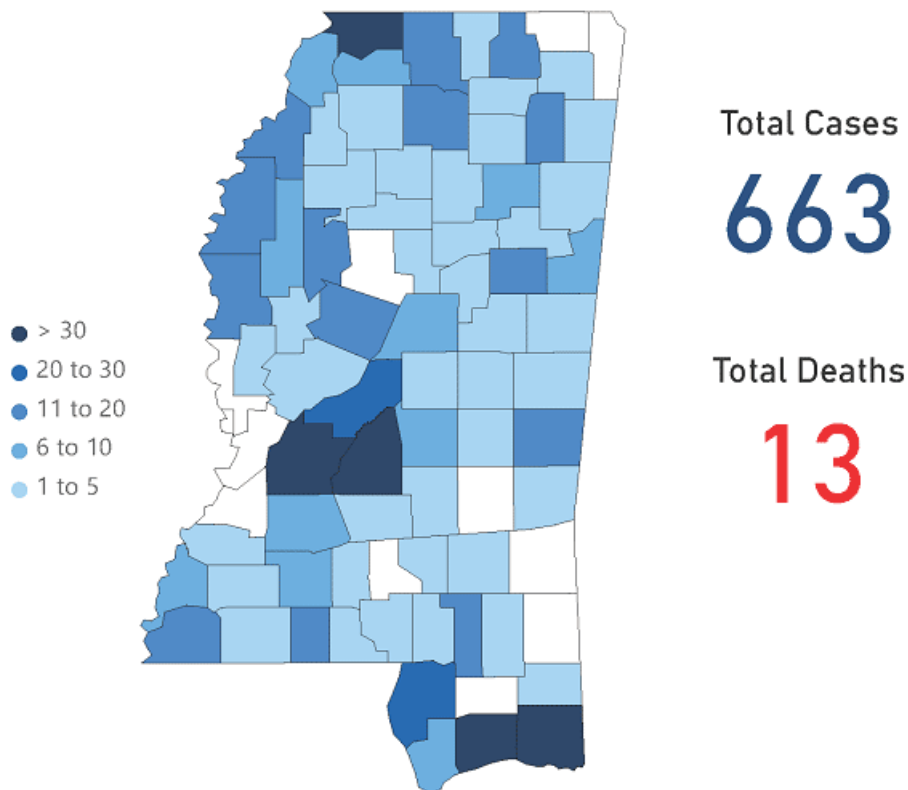 Total Cases
663
> 30
20 to 30
11 to 20
6 to 10
1 to 5
Total Deaths
13